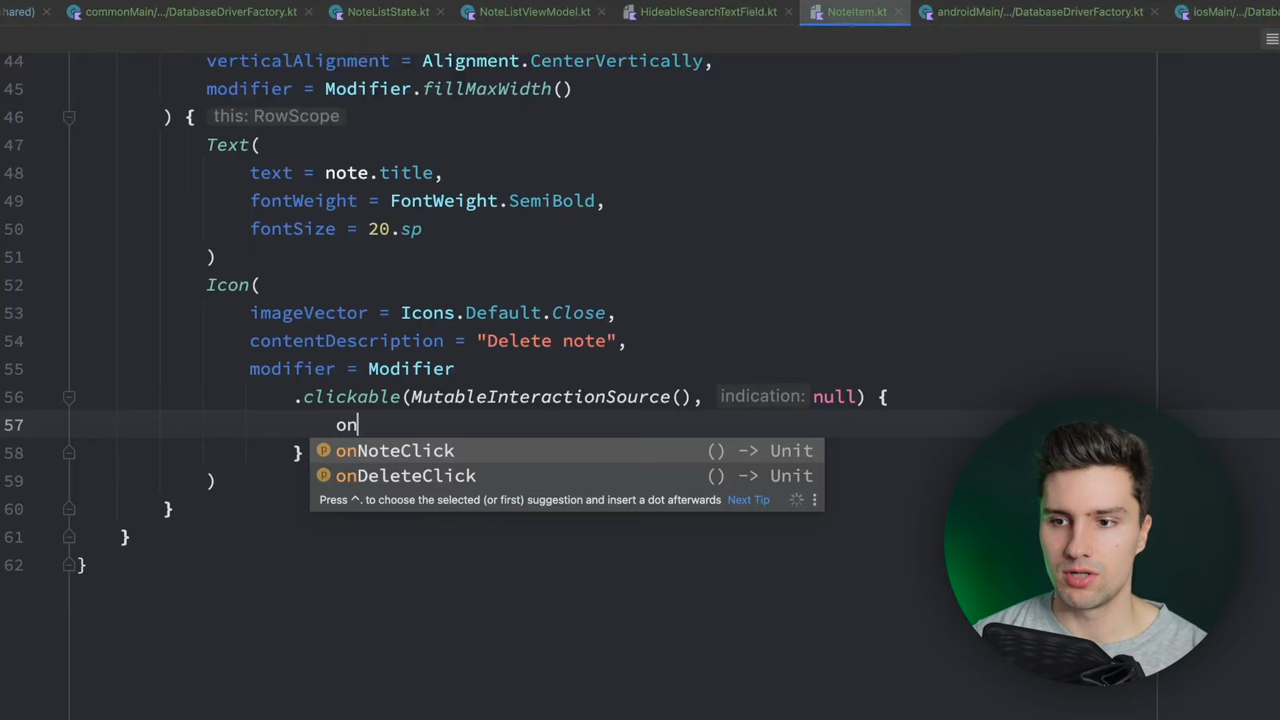 shared)
commonMain/.../DatabaseDriverFactory.kt
NoteListState.kt
NoteListViewModel.kt
HideableSearchTextField.kt
NoteItem.kt
androidMain/.../DatabaseDriverFactory.kt
iosMain/.../Databa
44 verticalAlignment = Alignment.CenterVertically,
45 modifier = Modifier.fillMaxWidth()
46 ) { this: RowScope
47 Text(
48 text = note.title,
49 fontWeight = FontWeight.SemiBold,
50 fontSize = 20.sp
51 )
52 Icon(
53 imageVector = Icons.Default.Close,
54 contentDescription = "Delete note",
55 modifier = Modifier
56 .clickable(MutableInteractionSource(), indication: null) {
57 on
onNoteClick () -> Unit
58 }
onDeleteClick () -> Unit
59 )
Press ^. to choose the selected (or first) suggestion and insert a dot afterwards Next Tip
60 }
61 }
62 }